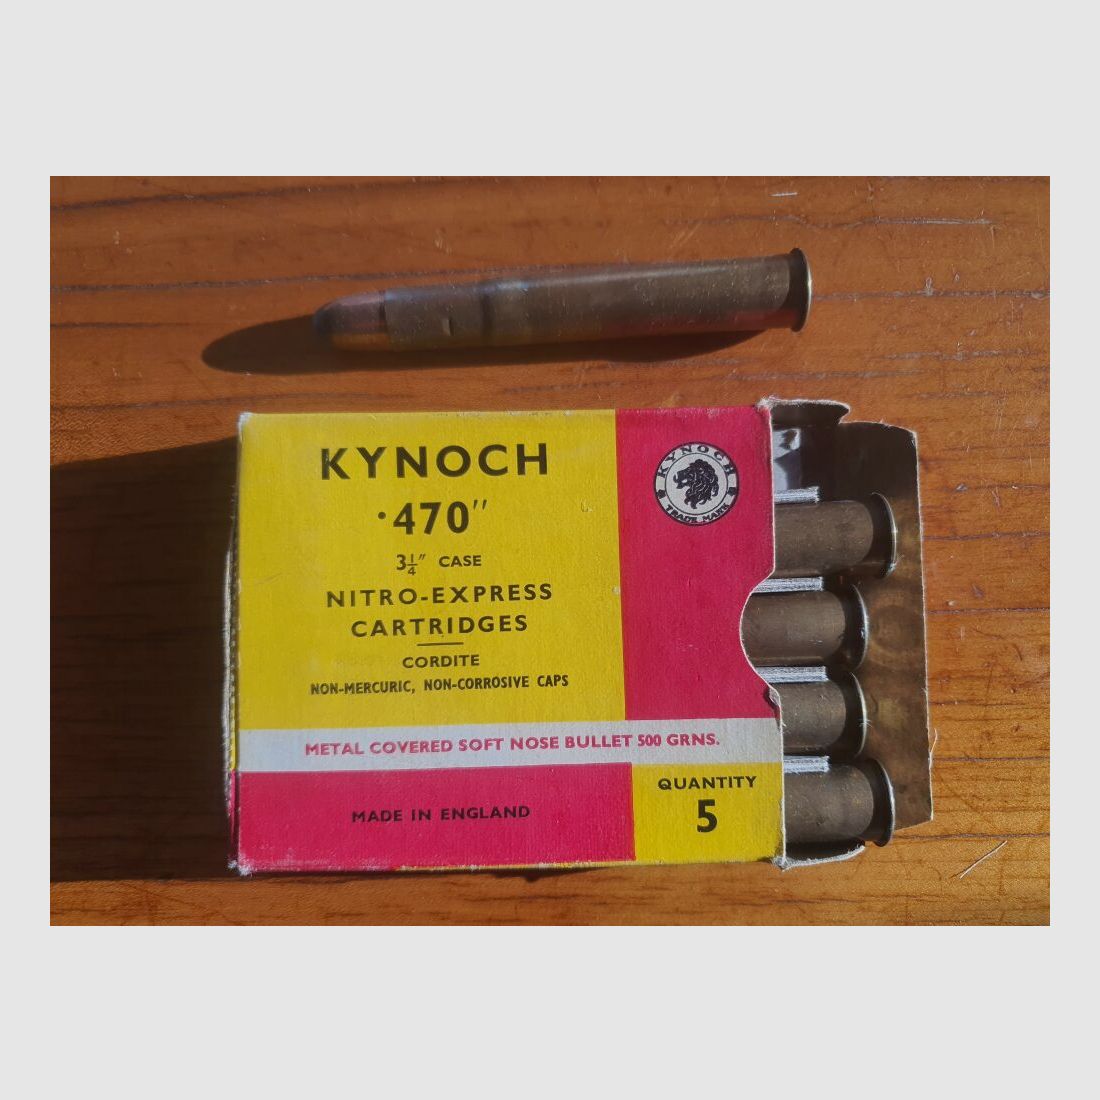 KYNOCH
·470"
3¼" CASE
NITRO-EXPRESS
CARTRIDGES
CORDITE
NON-MERCURIC, NON-CORROSIVE CAPS
KYNOCH
TRADE MARK
METAL COVERED SOFT NOSE BULLET 500 GRNS.
MADE IN ENGLAND
QUANTITY
5